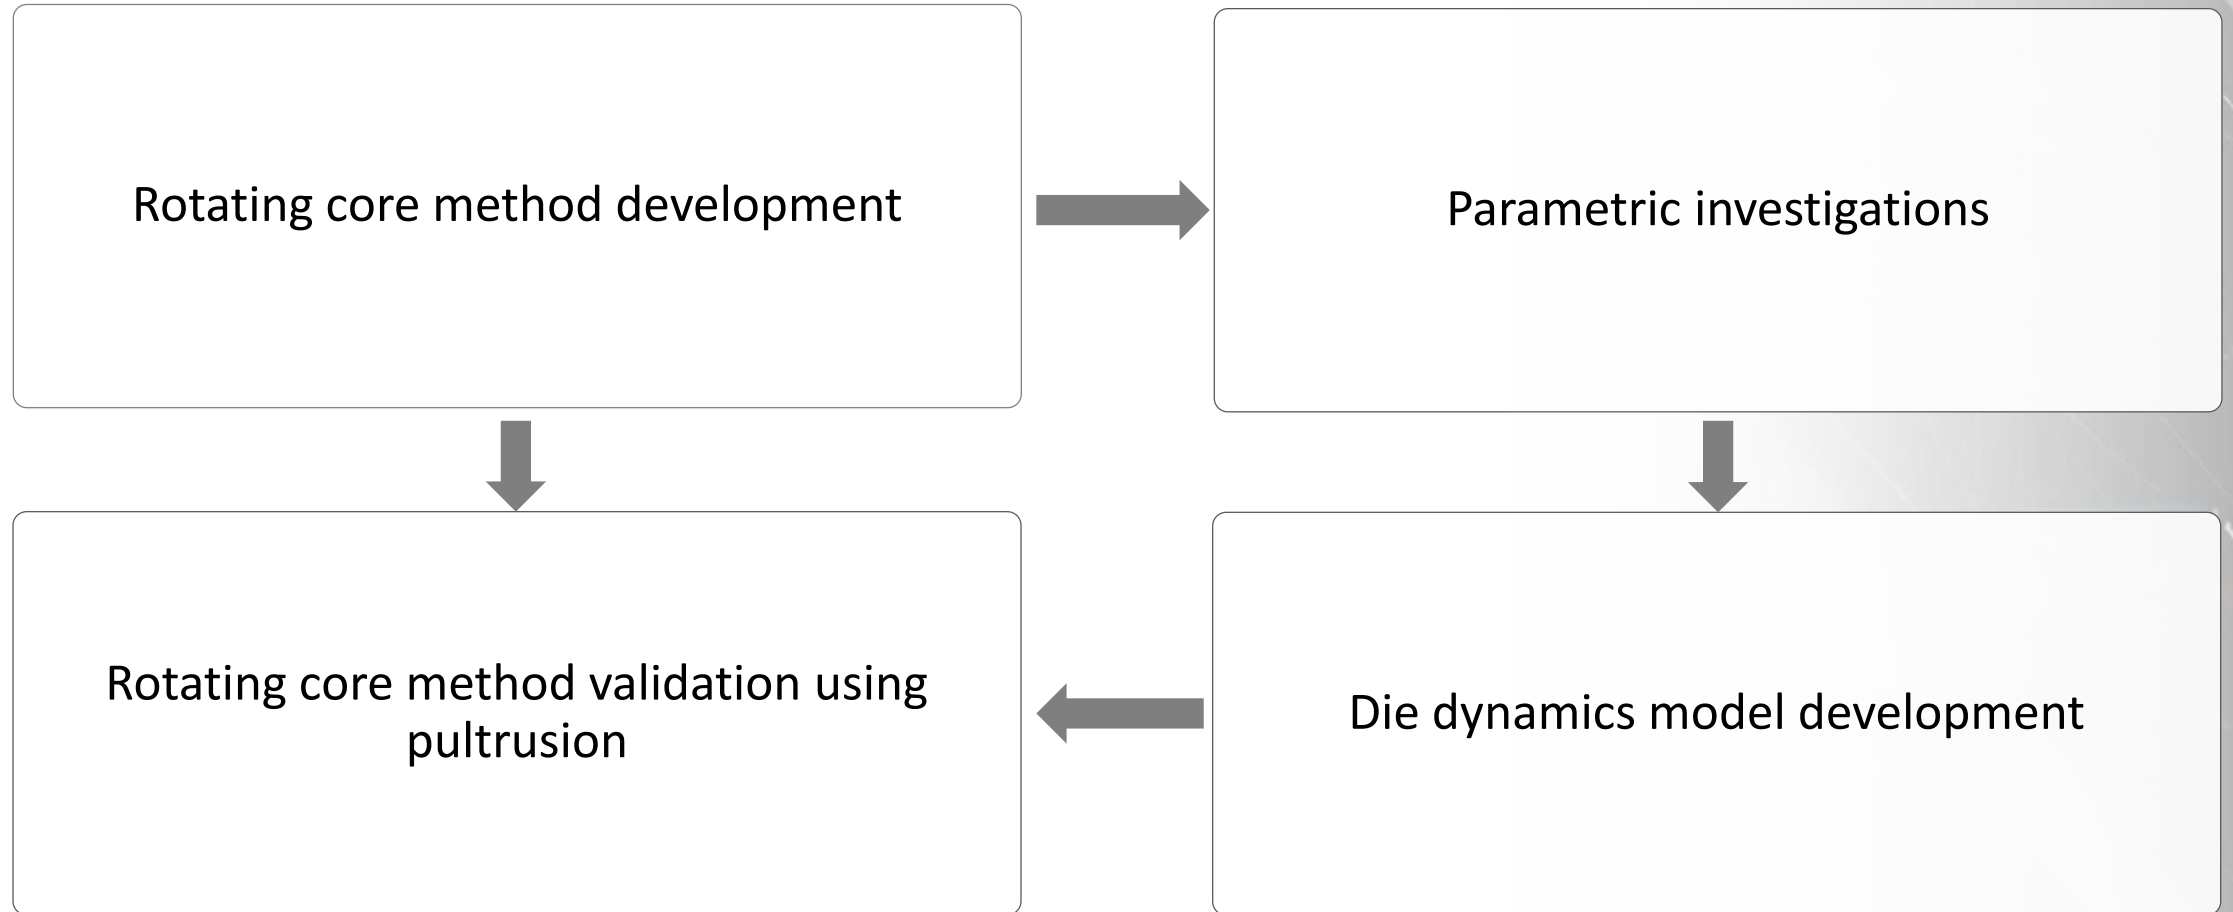 Rotating core method development
Parametric investigations
Rotating core method validation using
pultrusion
Die dynamics model development